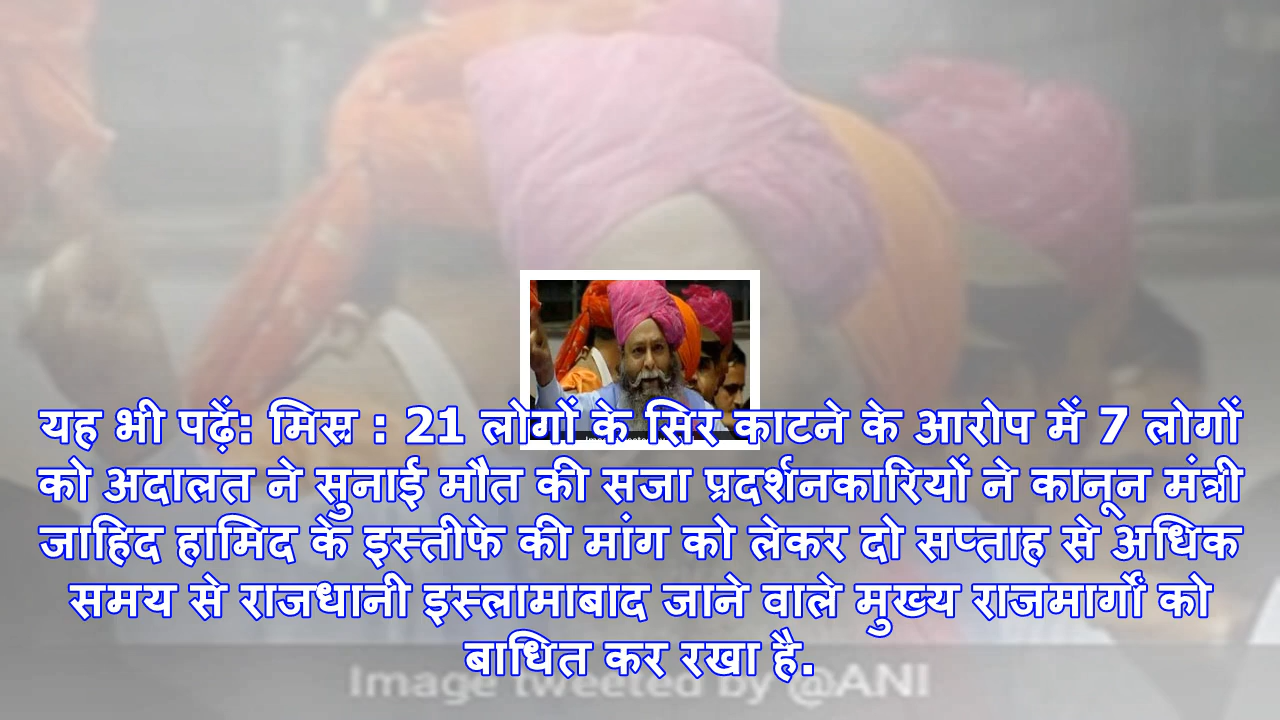 यह भी पढ़ें: मिस्र : 21 लोगों के सिर काटने के आरोप में 7 लोगों
को अदालत ने सुनाई मौत की सजा प्रदर्शनकारियों ने कानून मंत्री
जाहिद हामिद के इस्तीफे की मांग को लेकर दो सप्ताह से अधिक
समय से राजधानी इस्लामाबाद जाने वाले मुख्य राजमार्गों को
बाधित कर रखा है.
Image tweeted by @ANI